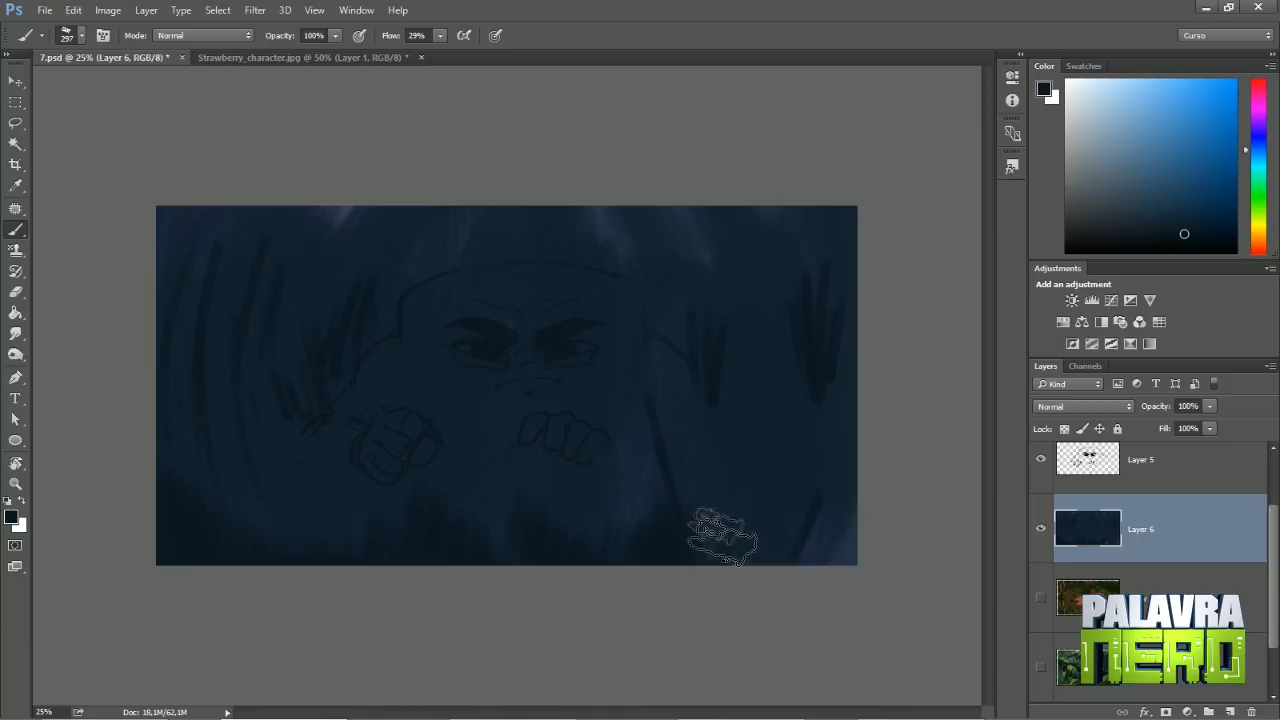 Ps File Edit Image Layer Type Select Filter 3D View Window Help
297 Mode: Normal Opacity: 100% Flow: 29% Curso
7.psd @ 25% (Layer 6, RGB/8) * × Strawberry_character.jpg @ 50% (Layer 1, RGB/8) * ×
Color Swatches
Adjustments
Add an adjustment
Layers Channels
Kind
Normal Opacity: 100%
Lock: Fill: 100%
Layer 5
Layer 6
PALAVRA
NERD
25% Doc: 18,1M/62,1M
fx